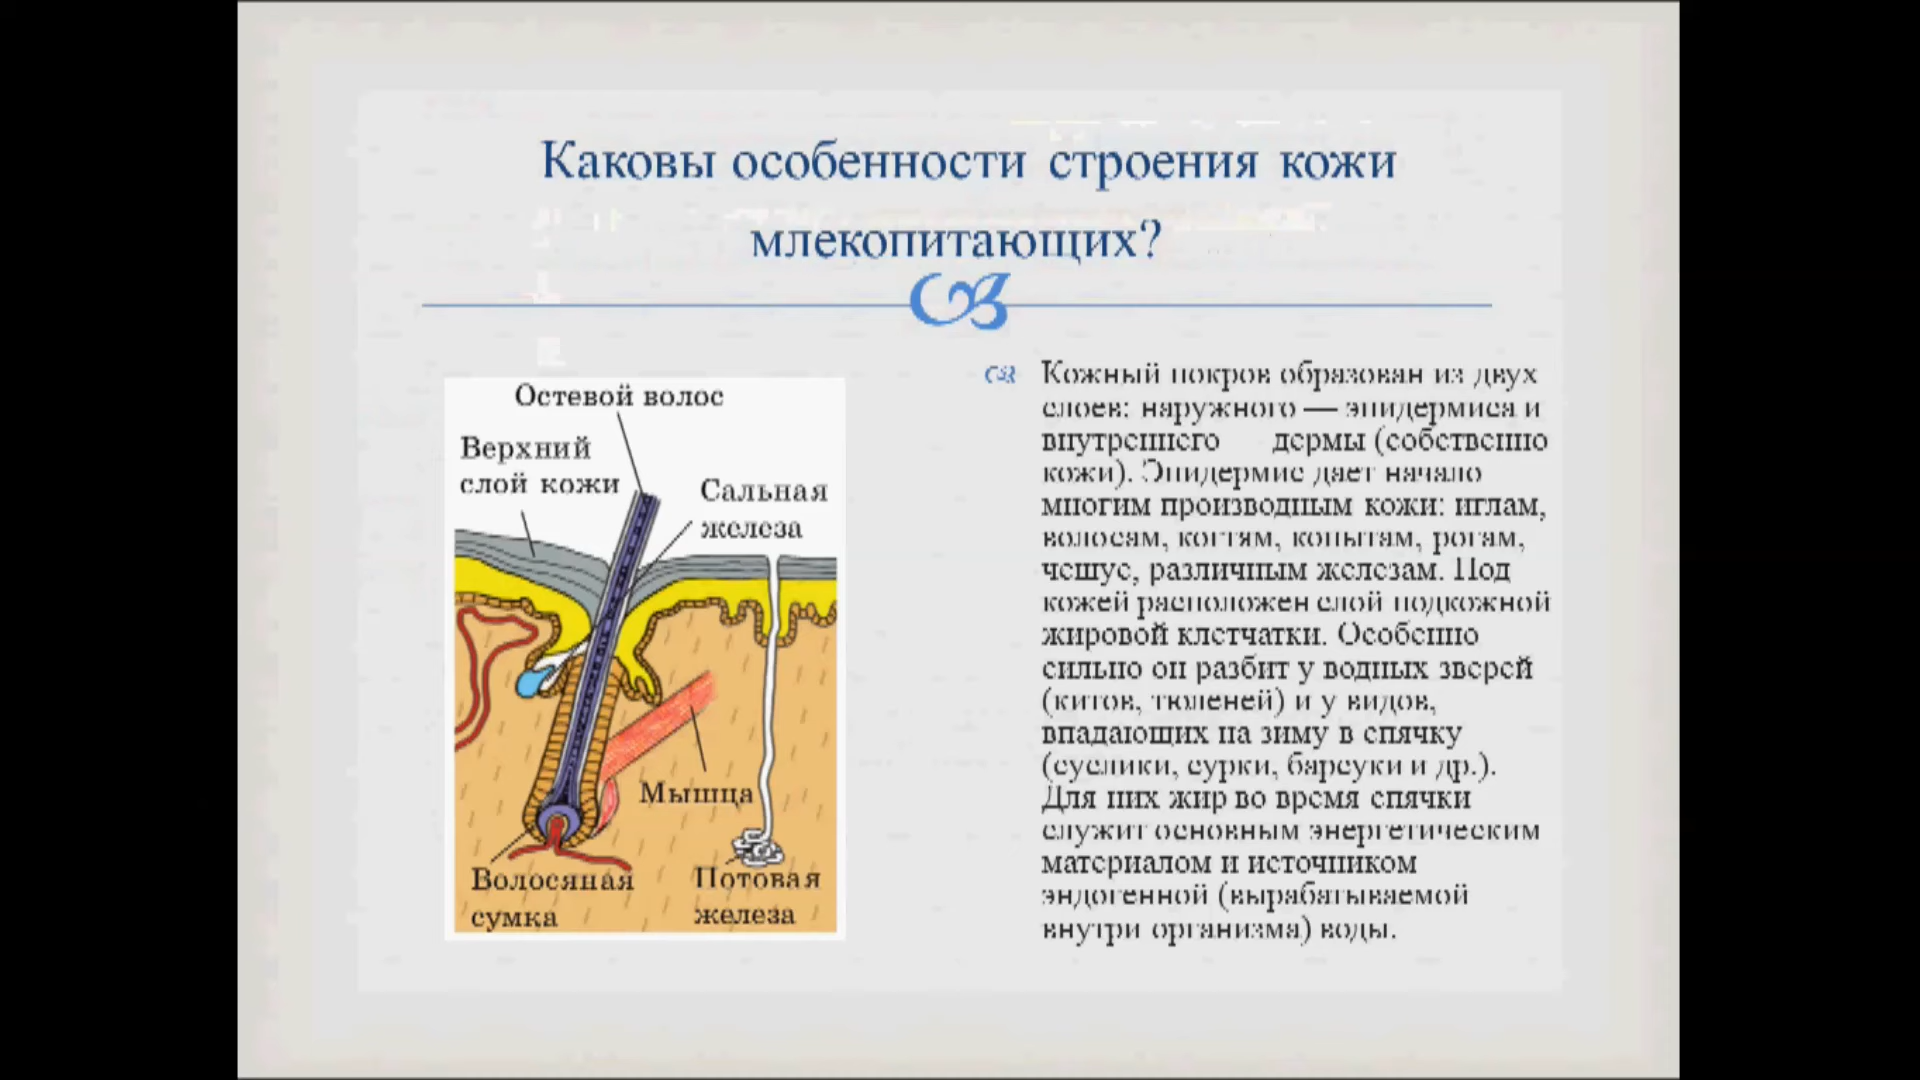 Каковы особенности строения кожи
млекопитающих?
Остевой волос
Верхний
слой кожи
Сальная
железа
Мышца
Волосяная
сумка
Потовая
железа
Кожный покров образован из двух
слоев: наружного — эпидермиса и
внутреннего дермы (собственно
кожи). Эпидермис дает начало
многим производным кожи: иглам,
волосам, когтям, копытам, рогам,
чешуе, различным железам. Под
кожей расположен слой подкожной
жировой клетчатки. Особенно
сильно он разбит у водных зверей
(китов, тюленей) и у видов,
впадающих на зиму в спячку
(суслики, сурки, барсуки и др.).
Для них жир во время спячки
служит основным энергетическим
материалом и источником
эндогенной (вырабатываемой
внутри организма) воды.